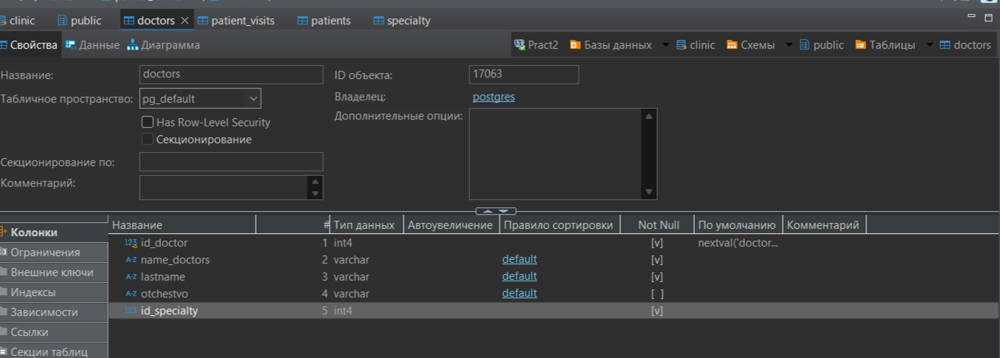 clinic public doctors patient_visits patients specialty
Свойства Данные Диаграмма Pract2 Базы данных clinic Схемы public Таблицы doctors
Название: doctors ID объекта: 17063
Табличное пространство: pg_default Владелец: postgres
Has Row-Level Security Дополнительные опции:
Секционирование
Секционирование по:
Комментарий:
Название # Тип данных Автоувеличение Правило сортировки Not Null По умолчанию Комментарий
Колонки
Ограничения
Внешние ключи
Индексы
Зависимости
Ссылки
Секции таблиц
123 id_doctor 1 int4 [v] nextval('doctor...
A-Z name_doctors 2 varchar default [v]
A-Z lastname 3 varchar default [v]
A-Z otchestvo 4 varchar default [ ]
123 id_specialty 5 int4 [v]